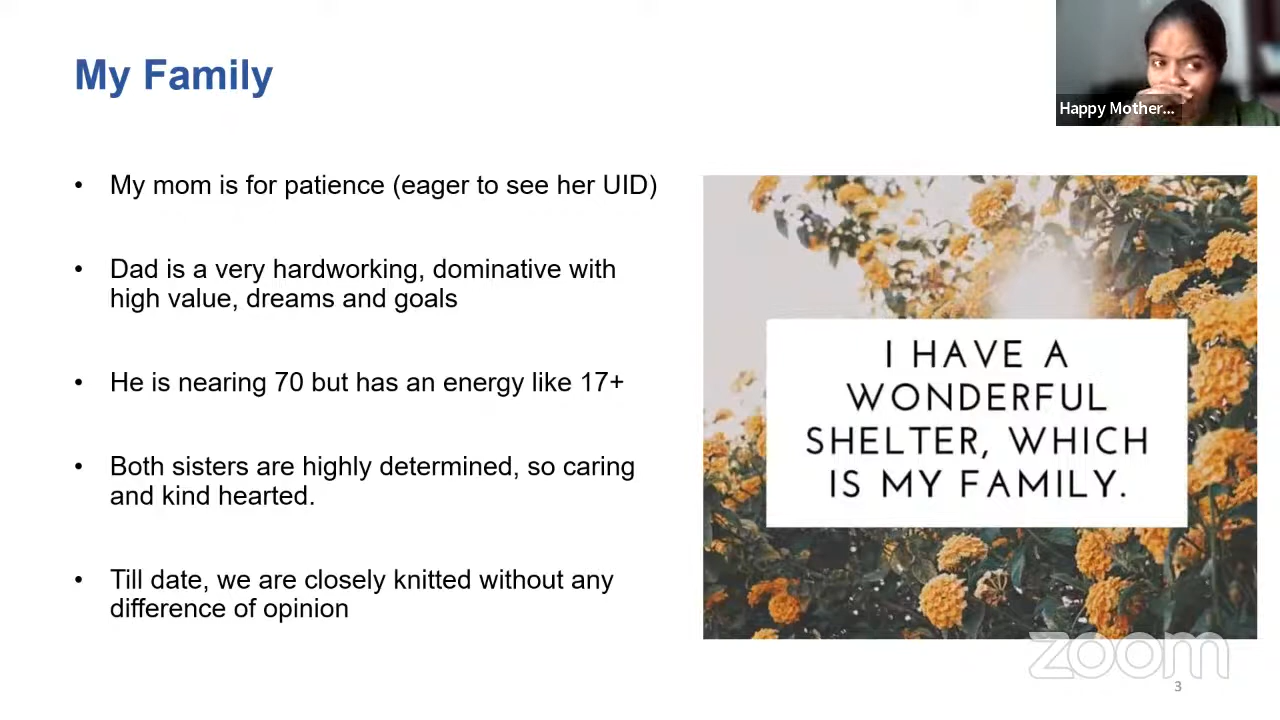 My Family
Happy Mother...
• My mom is for patience (eager to see her UID)
• Dad is a very hardworking, dominative with
high value, dreams and goals
• He is nearing 70 but has an energy like 17+
• Both sisters are highly determined, so caring
and kind hearted.
• Till date, we are closely knitted without any
difference of opinion
I HAVE A
WONDERFUL
SHELTER, WHICH
IS MY FAMILY.
zoom
3